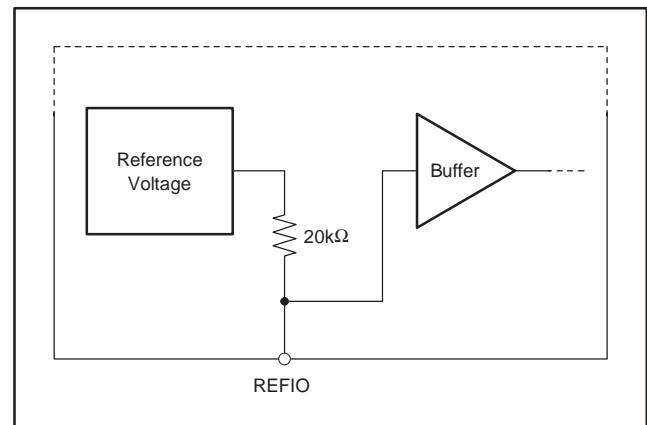 Reference
Voltage
Buffer
20kΩ
REFIO